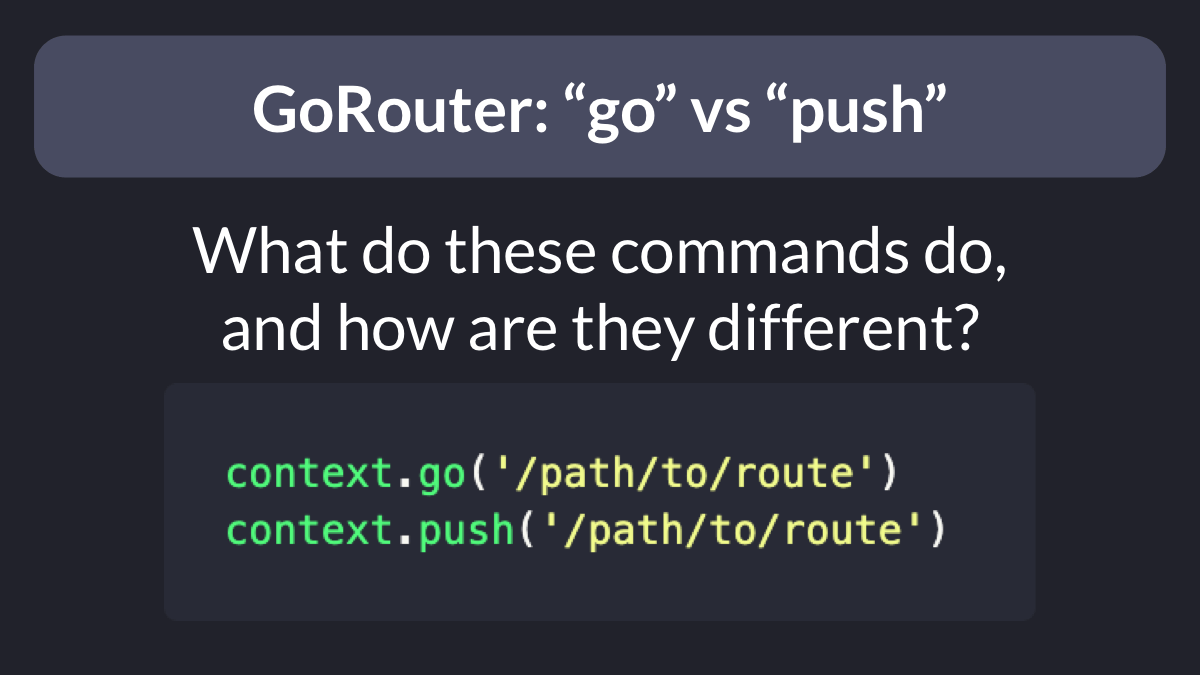 GoRouter: “go” vs “push”
What do these commands do,
and how are they different?
context.go('/path/to/route')
context.push('/path/to/route')